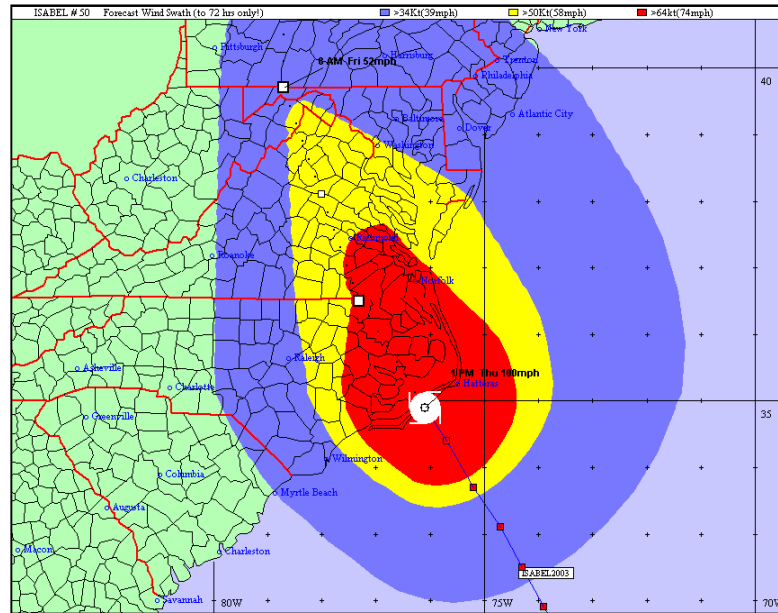 ISABEL # 50 Forecast Wind Swath (to 72 hrs only!) >34Kt(39mph) >50Kt(58mph) >64kt(74mph)
New York
Pittsburgh
Harrisburg
Trenton
8 AM Fri 52mph
Philadelphia
40
Atlantic City
Baltimore
Dover
Washington
Charleston
Richmond
Roanoke
Norfolk
Raleigh
Asheville
1 PM Thu 100mph
Hatteras
Charlotte
35
Greenville
Wilmington
Columbia
Myrtle Beach
Augusta
Macon
Charleston
ISABEL2003
Savannah
80W
75W
70W